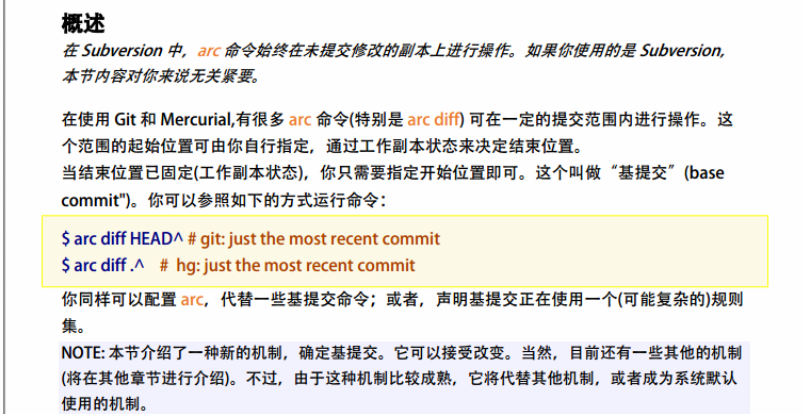 概述
在 Subversion 中，arc 命令始终在未提交修改的副本上进行操作。如果你使用的是 Subversion,
本节内容对你来说无关紧要。
在使用 Git 和 Mercurial,有很多 arc 命令(特别是 arc diff) 可在一定的提交范围内进行操作。这
个范围的起始位置可由你自行指定，通过工作副本状态来决定结束位置。
当结束位置已固定(工作副本状态)，你只需要指定开始位置即可。这个叫做“基提交”(base
commit")。你可以参照如下的方式运行命令：
$ arc diff HEAD^ # git: just the most recent commit
$ arc diff .^ # hg: just the most recent commit
你同样可以配置 arc，代替一些基提交命令；或者，声明基提交正在使用一个(可能复杂的)规则
集。
NOTE: 本节介绍了一种新的机制，确定基提交。它可以接受改变。当然，目前还有一些其他的机制
(将在其他章节进行介绍)。不过，由于这种机制比较成熟，它将代替其他机制，或者成为系统默认
使用的机制。